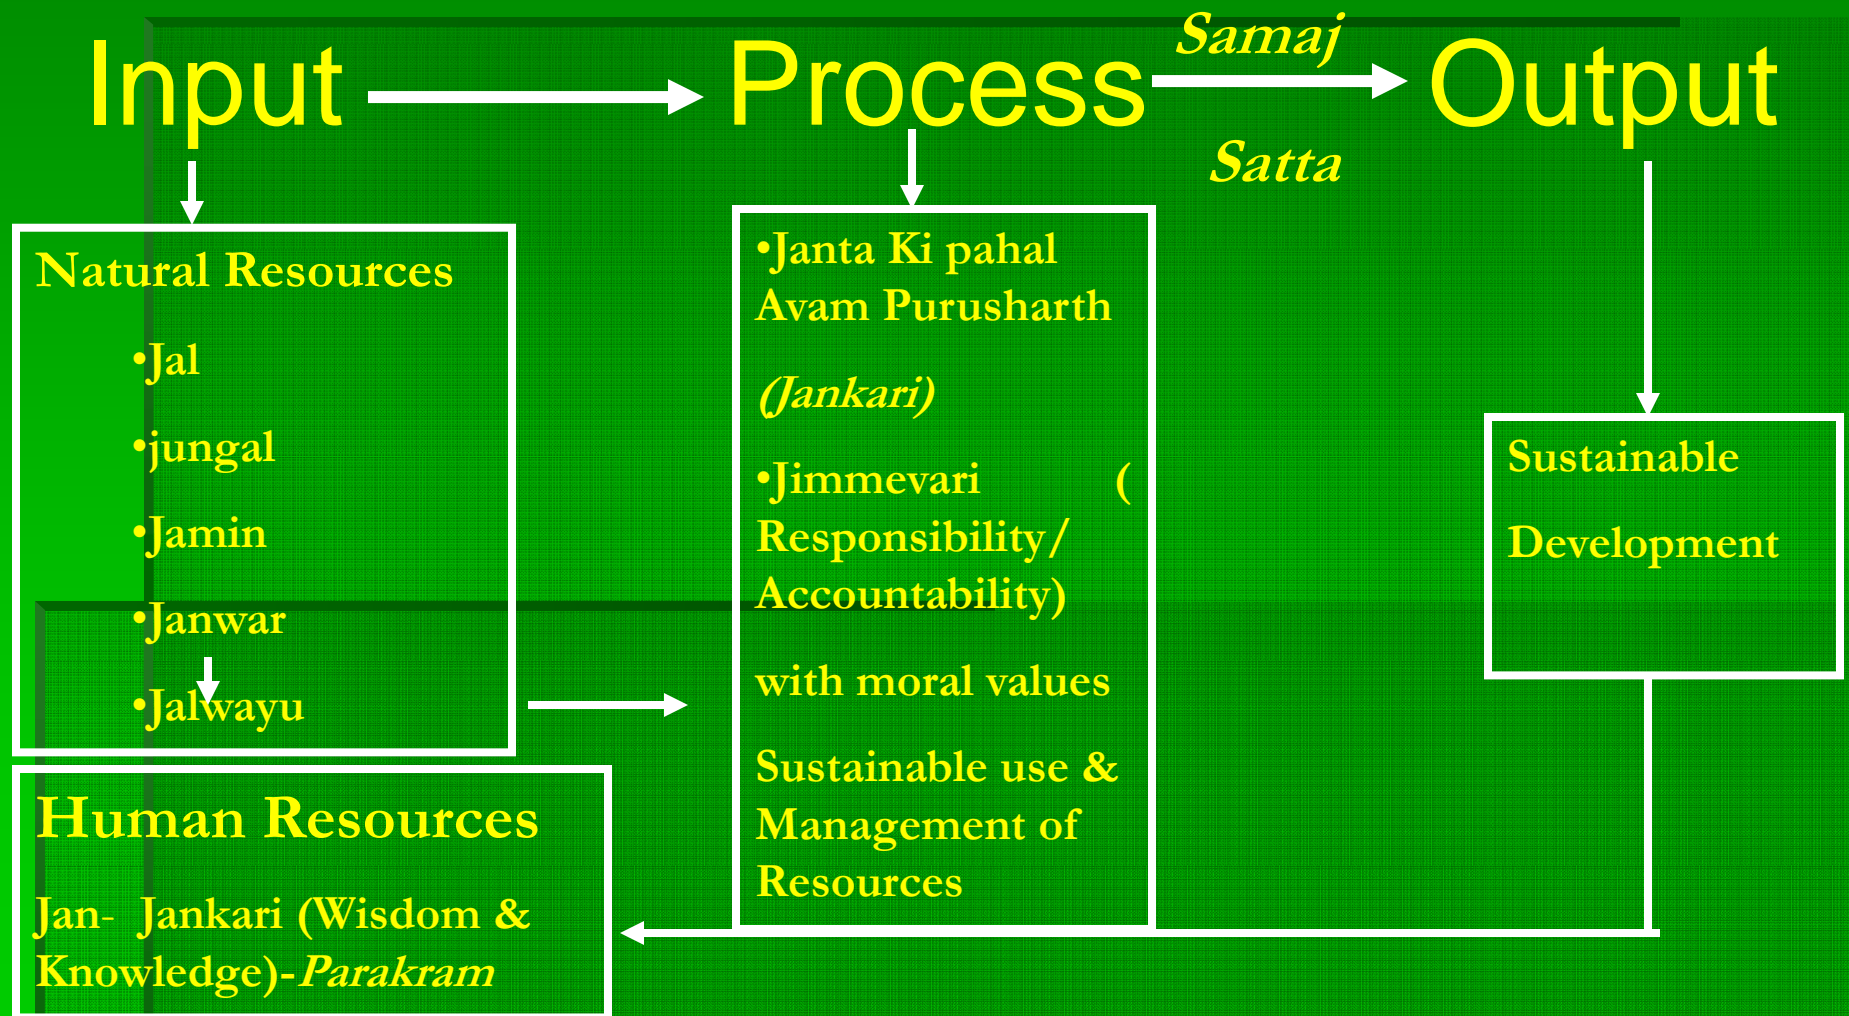 Input
Process
Samaj
Satta
Output
Natural Resources
•Jal
•jungal
•Jamin
•Janwar
•Jalwayu
Human Resources
Jan- Jankari (Wisdom &
Knowledge)-Parakram
•Janta Ki pahal
Avam Purusharth
(Jankari)
•Jimmevari (
Responsibility/
Accountability)
with moral values
Sustainable use &
Management of
Resources
Sustainable
Development